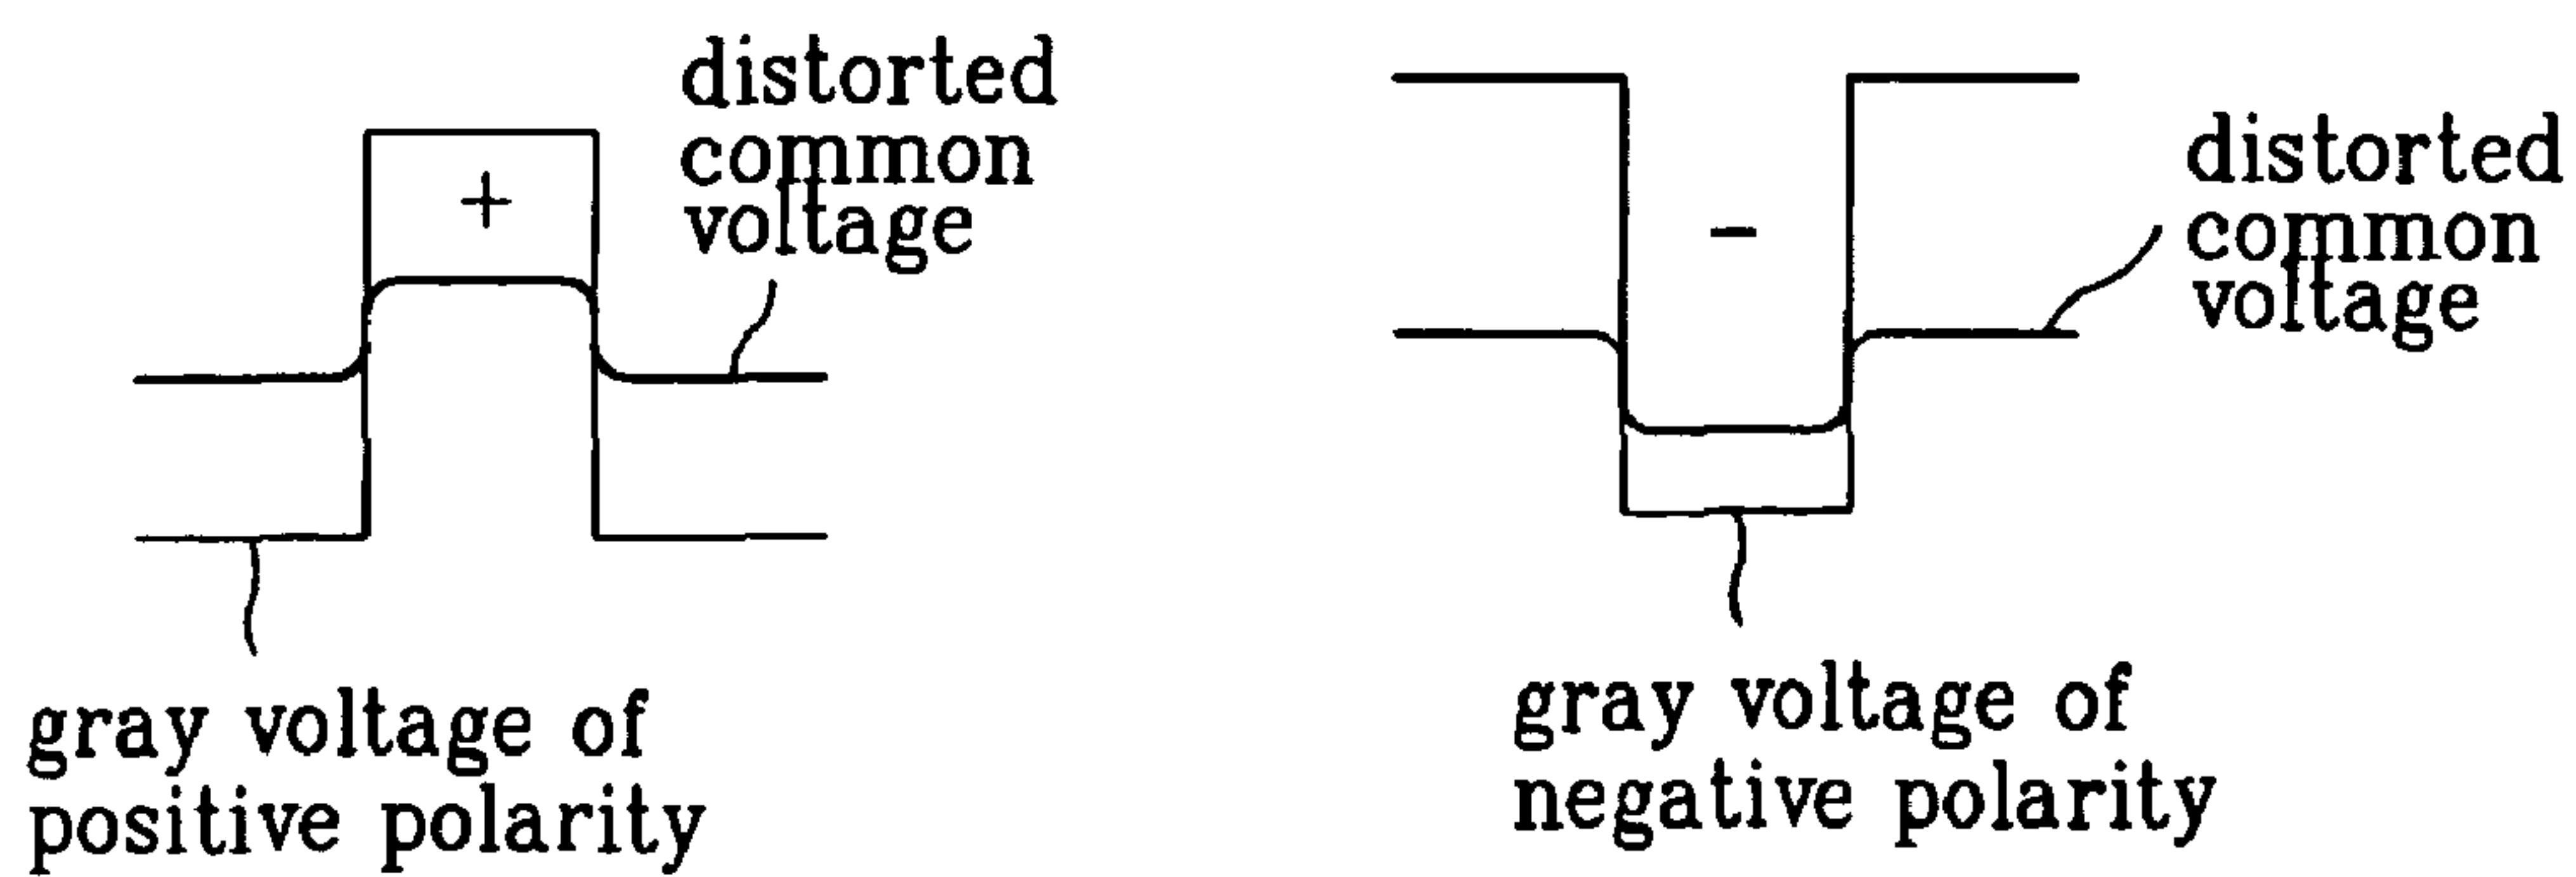 distorted
common
voltage
+
gray voltage of
positive polarity
distorted
common
voltage
-
gray voltage of
negative polarity